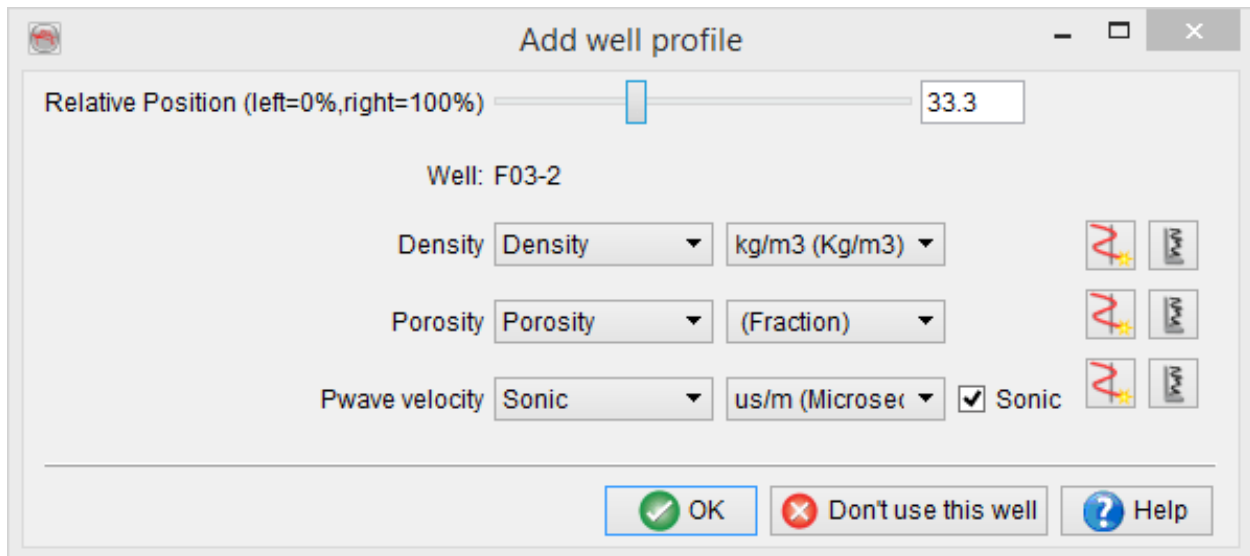 Add well profile
Relative Position (left=0%,right=100%) 33.3
Well: F03-2
Density Density kg/m3 (Kg/m3)
Porosity Porosity (Fraction)
Pwave velocity Sonic us/m (Microsec Sonic
OK Don't use this well Help